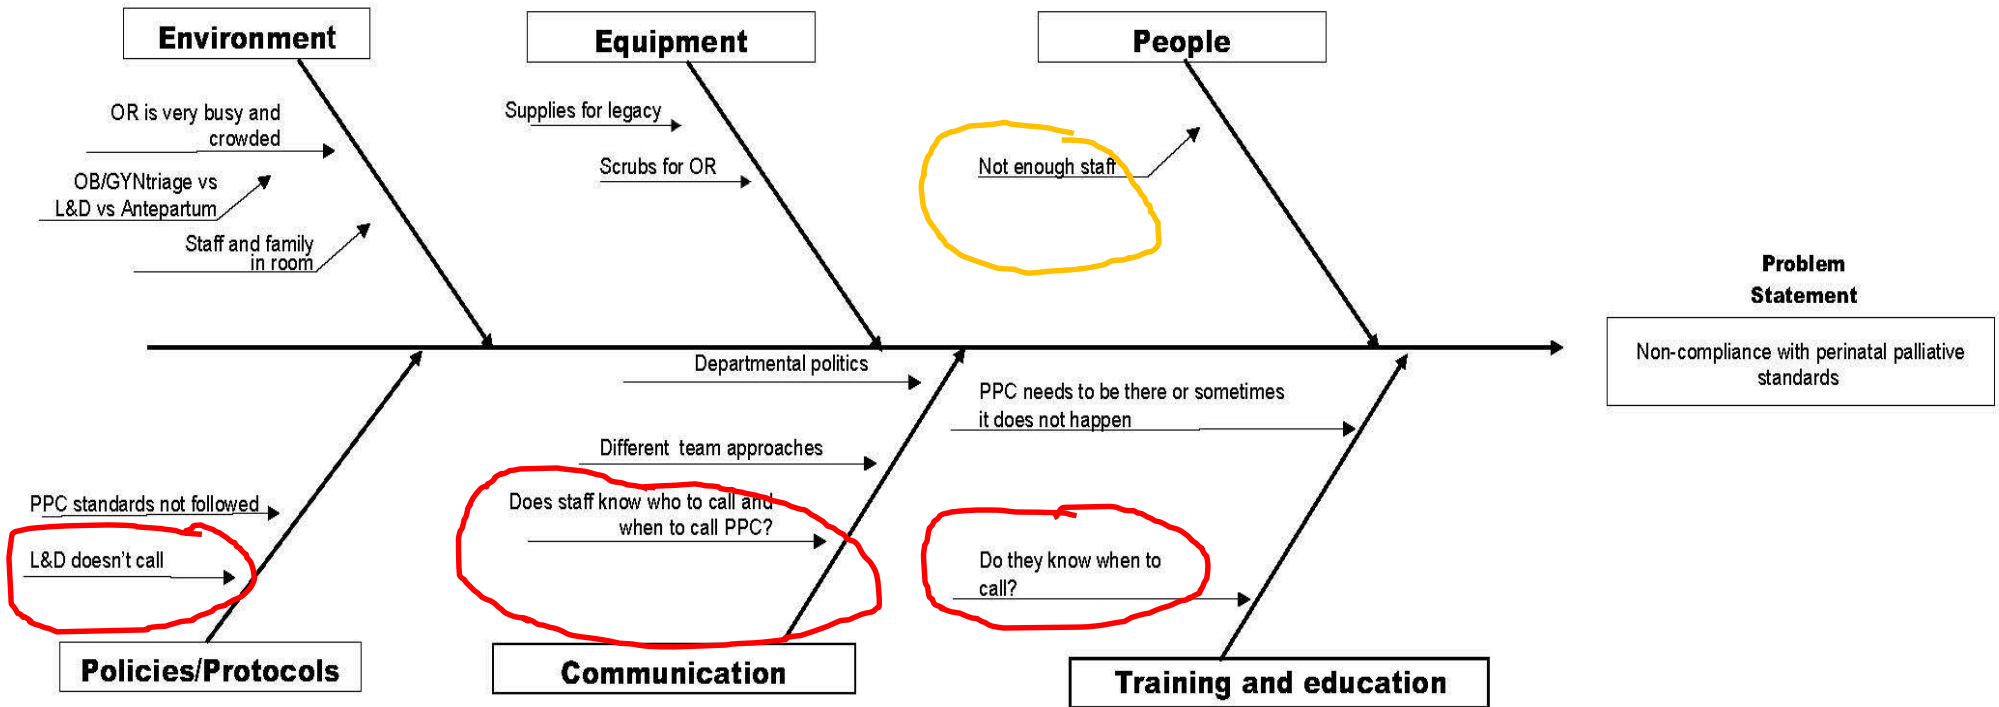 Environment
Equipment
People
OR is very busy and
crowded
OB/GYNtriage vs
L&D vs Antepartum
Staff and family
in room
Supplies for legacy
Scrubs for OR
Not enough staff
Problem
Statement
Non-compliance with perinatal palliative
standards
PPC standards not followed
L&D doesn't call
Departmental politics
Different team approaches
Does staff know who to call and
when to call PPC?
PPC needs to be there or sometimes
it does not happen
Do they know when to
call?
Policies/Protocols
Communication
Training and education